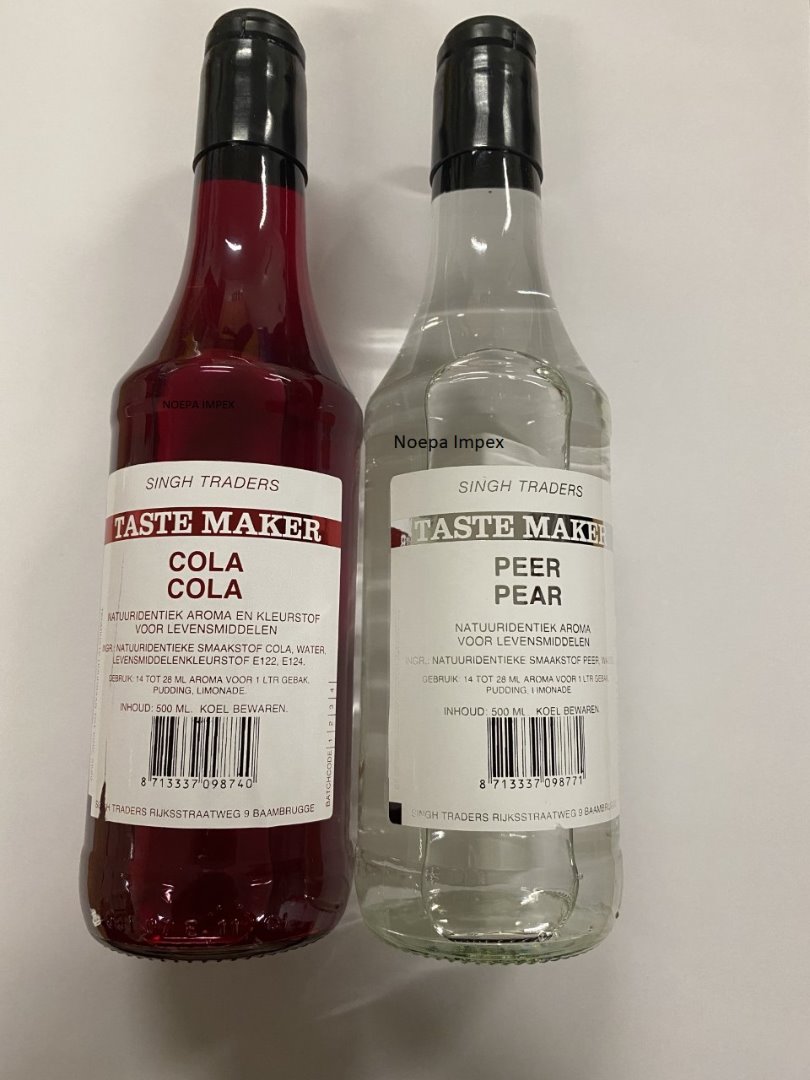 NOEPA IMPEX
SINGH TRADERS
TASTE MAKER
COLA
COLA
NATUURIDENTIEK AROMA EN KLEURSTOF
VOOR LEVENSMIDDELEN
INGR.: NATUURIDENTIEKE SMAAKSTOF COLA, WATER,
LEVENSMIDDELENKLEURSTOF E122, E124.
GEBRUIK: 14 TOT 28 ML AROMA VOOR 1 LTR GEBAK,
PUDDING, LIMONADE.
INHOUD: 500 ML. KOEL BEWAREN.
BATCHCODE 1 2 3 4
8 713337 098740
SINGH TRADERS RIJKSSTRAATWEG 9 BAAMBRUGGE
Noepa Impex
SINGH TRADERS
TASTE MAKER
PEER
PEAR
NATUURIDENTIEK AROMA
VOOR LEVENSMIDDELEN
INGR.: NATUURIDENTIEKE SMAAKSTOF PEER,
GEBRUIK: 14 TOT 28 ML AROMA VOOR 1 LTR GEBAK,
PUDDING, LIMONADE
INHOUD: 500 ML KOEL BEWAREN.
8 713337 098771
SINGH TRADERS RIJKSSTRAATWEG 9 BAAMBRUGGE